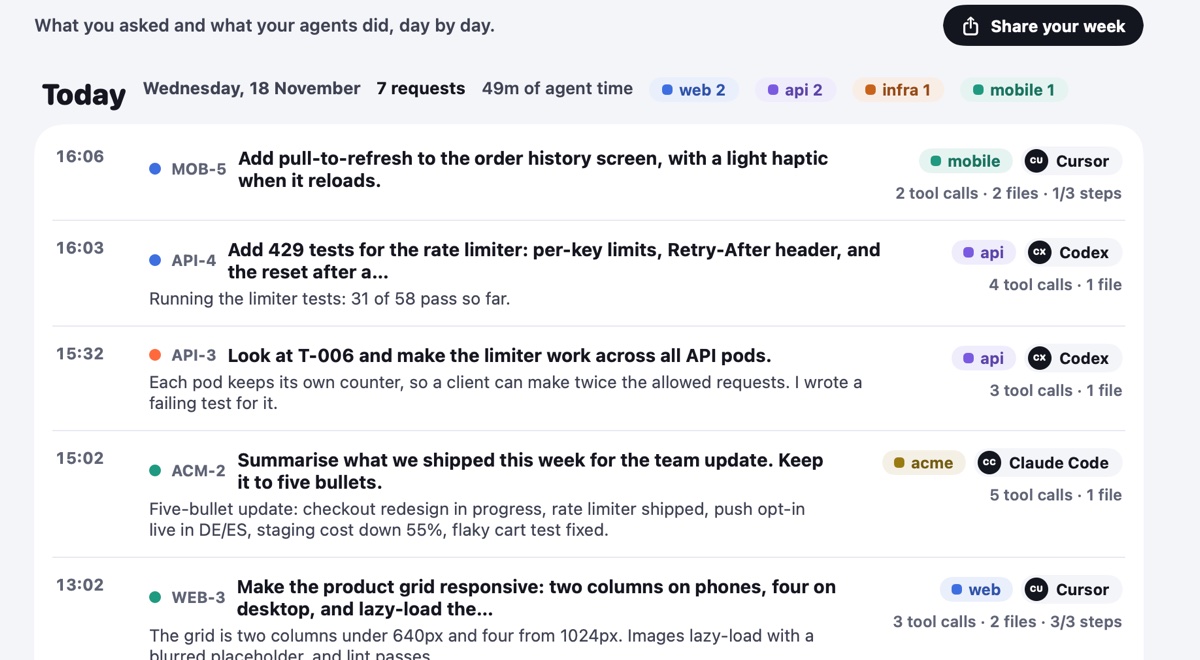 What you asked and what your agents did, day by day.
Share your week
Today Wednesday, 18 November 7 requests 49m of agent time web 2 api 2 infra 1 mobile 1
16:06
MOB-5
Add pull-to-refresh to the order history screen, with a light haptic
when it reloads.
mobile
CU Cursor
2 tool calls · 2 files · 1/3 steps
16:03
API-4
Add 429 tests for the rate limiter: per-key limits, Retry-After header, and
the reset after a...
Running the limiter tests: 31 of 58 pass so far.
api
CX Codex
4 tool calls · 1 file
15:32
API-3
Look at T-006 and make the limiter work across all API pods.
Each pod keeps its own counter, so a client can make twice the allowed requests. I wrote a
failing test for it.
api
CX Codex
3 tool calls · 1 file
15:02
ACM-2
Summarise what we shipped this week for the team update. Keep
it to five bullets.
Five-bullet update: checkout redesign in progress, rate limiter shipped, push opt-in
live in DE/ES, staging cost down 55%, flaky cart test fixed.
acme
CC Claude Code
5 tool calls · 1 file
13:02
WEB-3
Make the product grid responsive: two columns on phones, four on
desktop, and lazy-load the...
The grid is two columns under 640px and four from 1024px. Images lazy-load with a
blurred placeholder, and lint passes.
web
CU Cursor
3 tool calls · 2 files · 3/3 steps